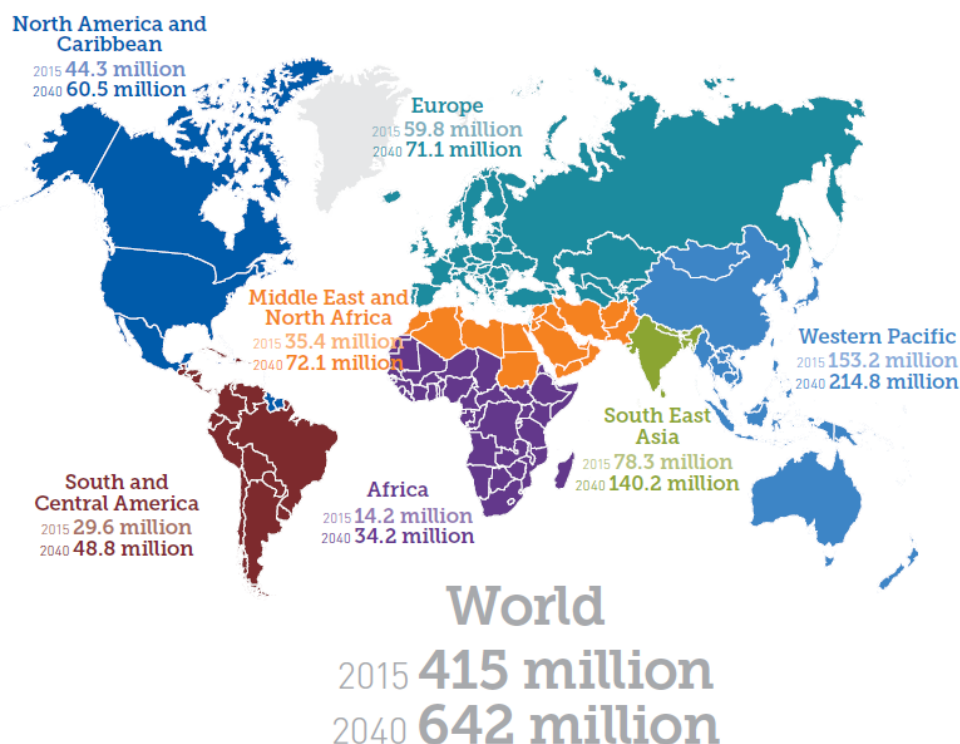 North America and
Caribbean
2015 44.3 million
2040 60.5 million
Europe
2015 59.8 million
2040 71.1 million
Middle East and
North Africa
2015 35.4 million
2040 72.1 million
Western Pacific
2015 153.2 million
2040 214.8 million
South East
Asia
2015 78.3 million
2040 140.2 million
South and
Central America
2015 29.6 million
2040 48.8 million
Africa
2015 14.2 million
2040 34.2 million
World
2015 415 million
2040 642 million